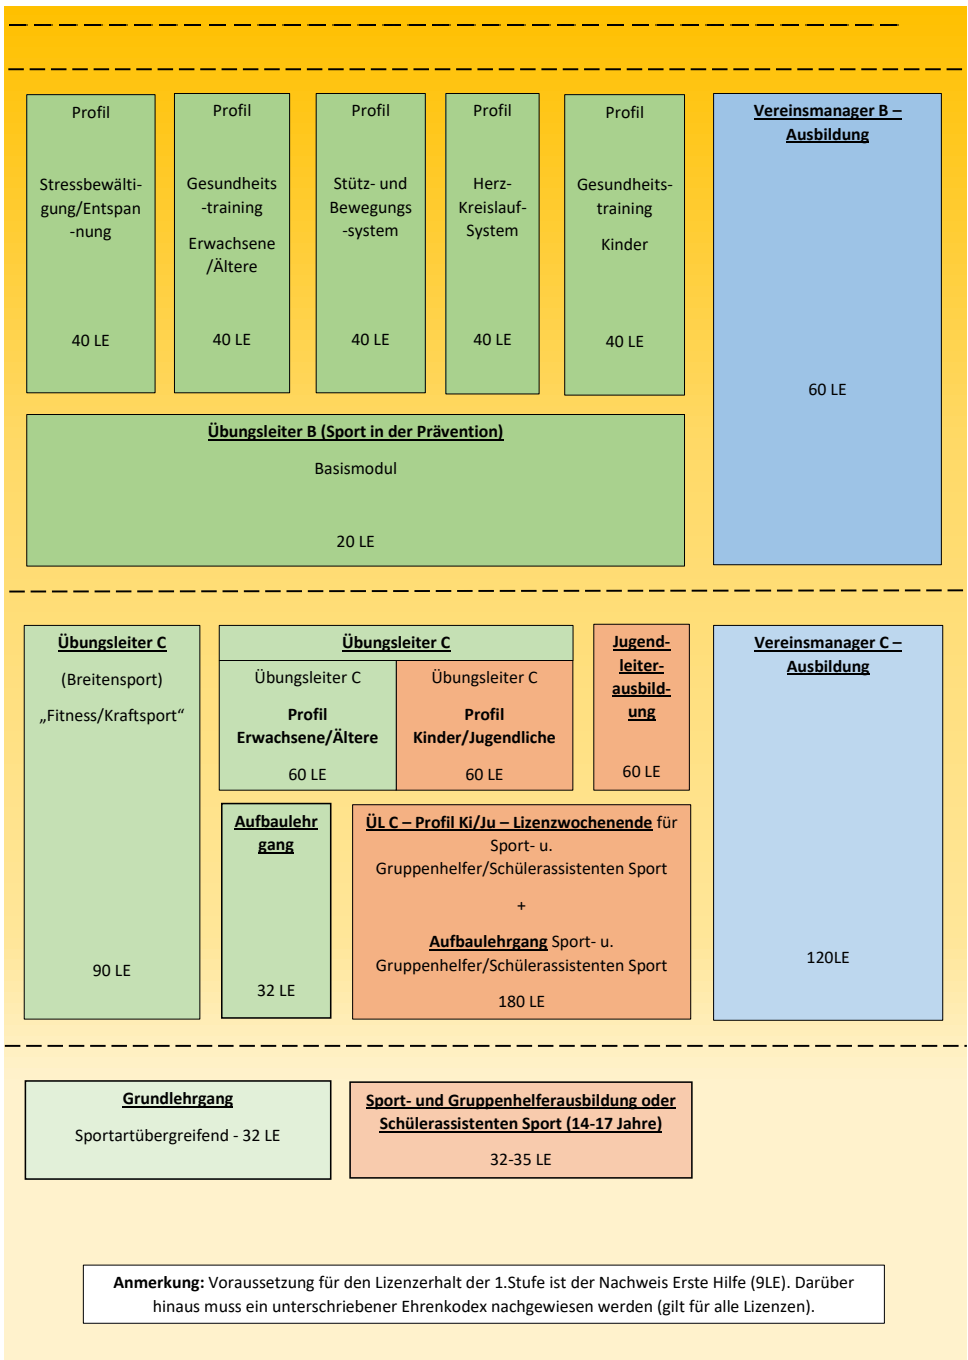 Profil
Stressbewälti-
gung/Entspan
-nung
40 LE
Profil
Gesundheits
-training
Erwachsene
/Ältere
40 LE
Profil
Stütz- und
Bewegungs
-system
40 LE
Profil
Herz-
Kreislauf-
System
40 LE
Profil
Gesundheits-
training
Kinder
40 LE
Vereinsmanager B –
Ausbildung
60 LE
Übungsleiter B (Sport in der Prävention)
Basismodul
20 LE
Übungsleiter C
(Breitensport)
„Fitness/Kraftsport“
90 LE
Übungsleiter C
Übungsleiter C
Profil
Erwachsene/Ältere
60 LE
Übungsleiter C
Profil
Kinder/Jugendliche
60 LE
Jugend-
leiter-
ausbild-
ung
60 LE
Vereinsmanager C –
Ausbildung
120LE
Aufbaulehr
gang
32 LE
ÜL C – Profil Ki/Ju – Lizenzwochenende für
Sport- u.
Gruppenhelfer/Schülerassistenten Sport
+
Aufbaulehrgang Sport- u.
Gruppenhelfer/Schülerassistenten Sport
180 LE
Grundlehrgang
Sportartübergreifend - 32 LE
Sport- und Gruppenhelferausbildung oder
Schülerassistenten Sport (14-17 Jahre)
32-35 LE
Anmerkung: Voraussetzung für den Lizenzerhalt der 1.Stufe ist der Nachweis Erste Hilfe (9LE). Darüber
hinaus muss ein unterschriebener Ehrenkodex nachgewiesen werden (gilt für alle Lizenzen).